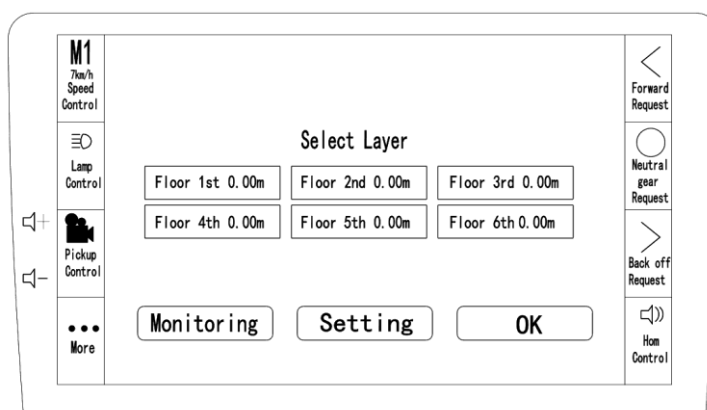 M1
7km/h
Speed
Control
Lamp
Control
Pickup
Control
More
Select Layer
Floor 1st 0.00m
Floor 2nd 0.00m
Floor 3rd 0.00m
Floor 4th 0.00m
Floor 5th 0.00m
Floor 6th 0.00m
Monitoring
Setting
OK
Forward
Request
Neutral
gear
Request
Back off
Request
Hom
Control